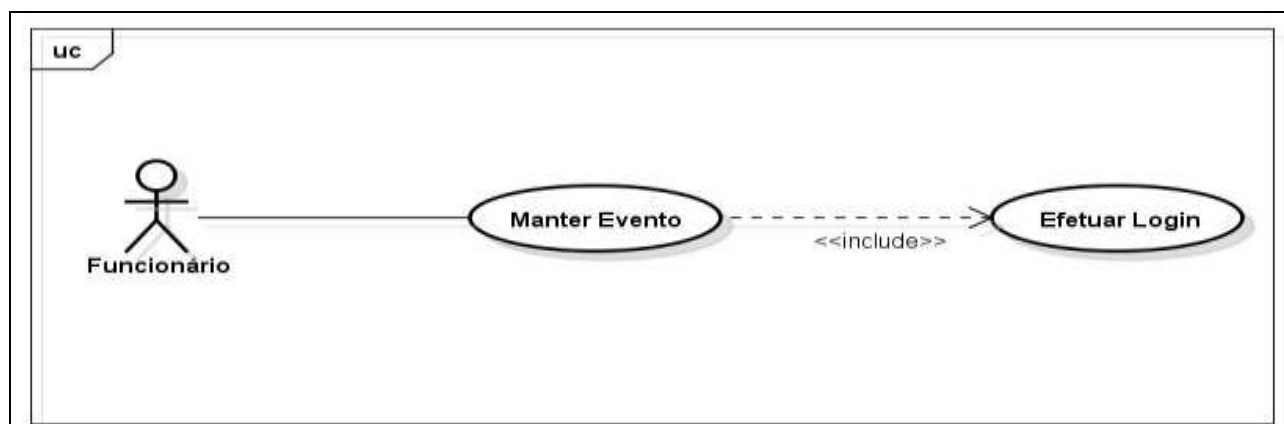 uc
Manter Evento
Efetuar Login
<<include>>
Funcionário